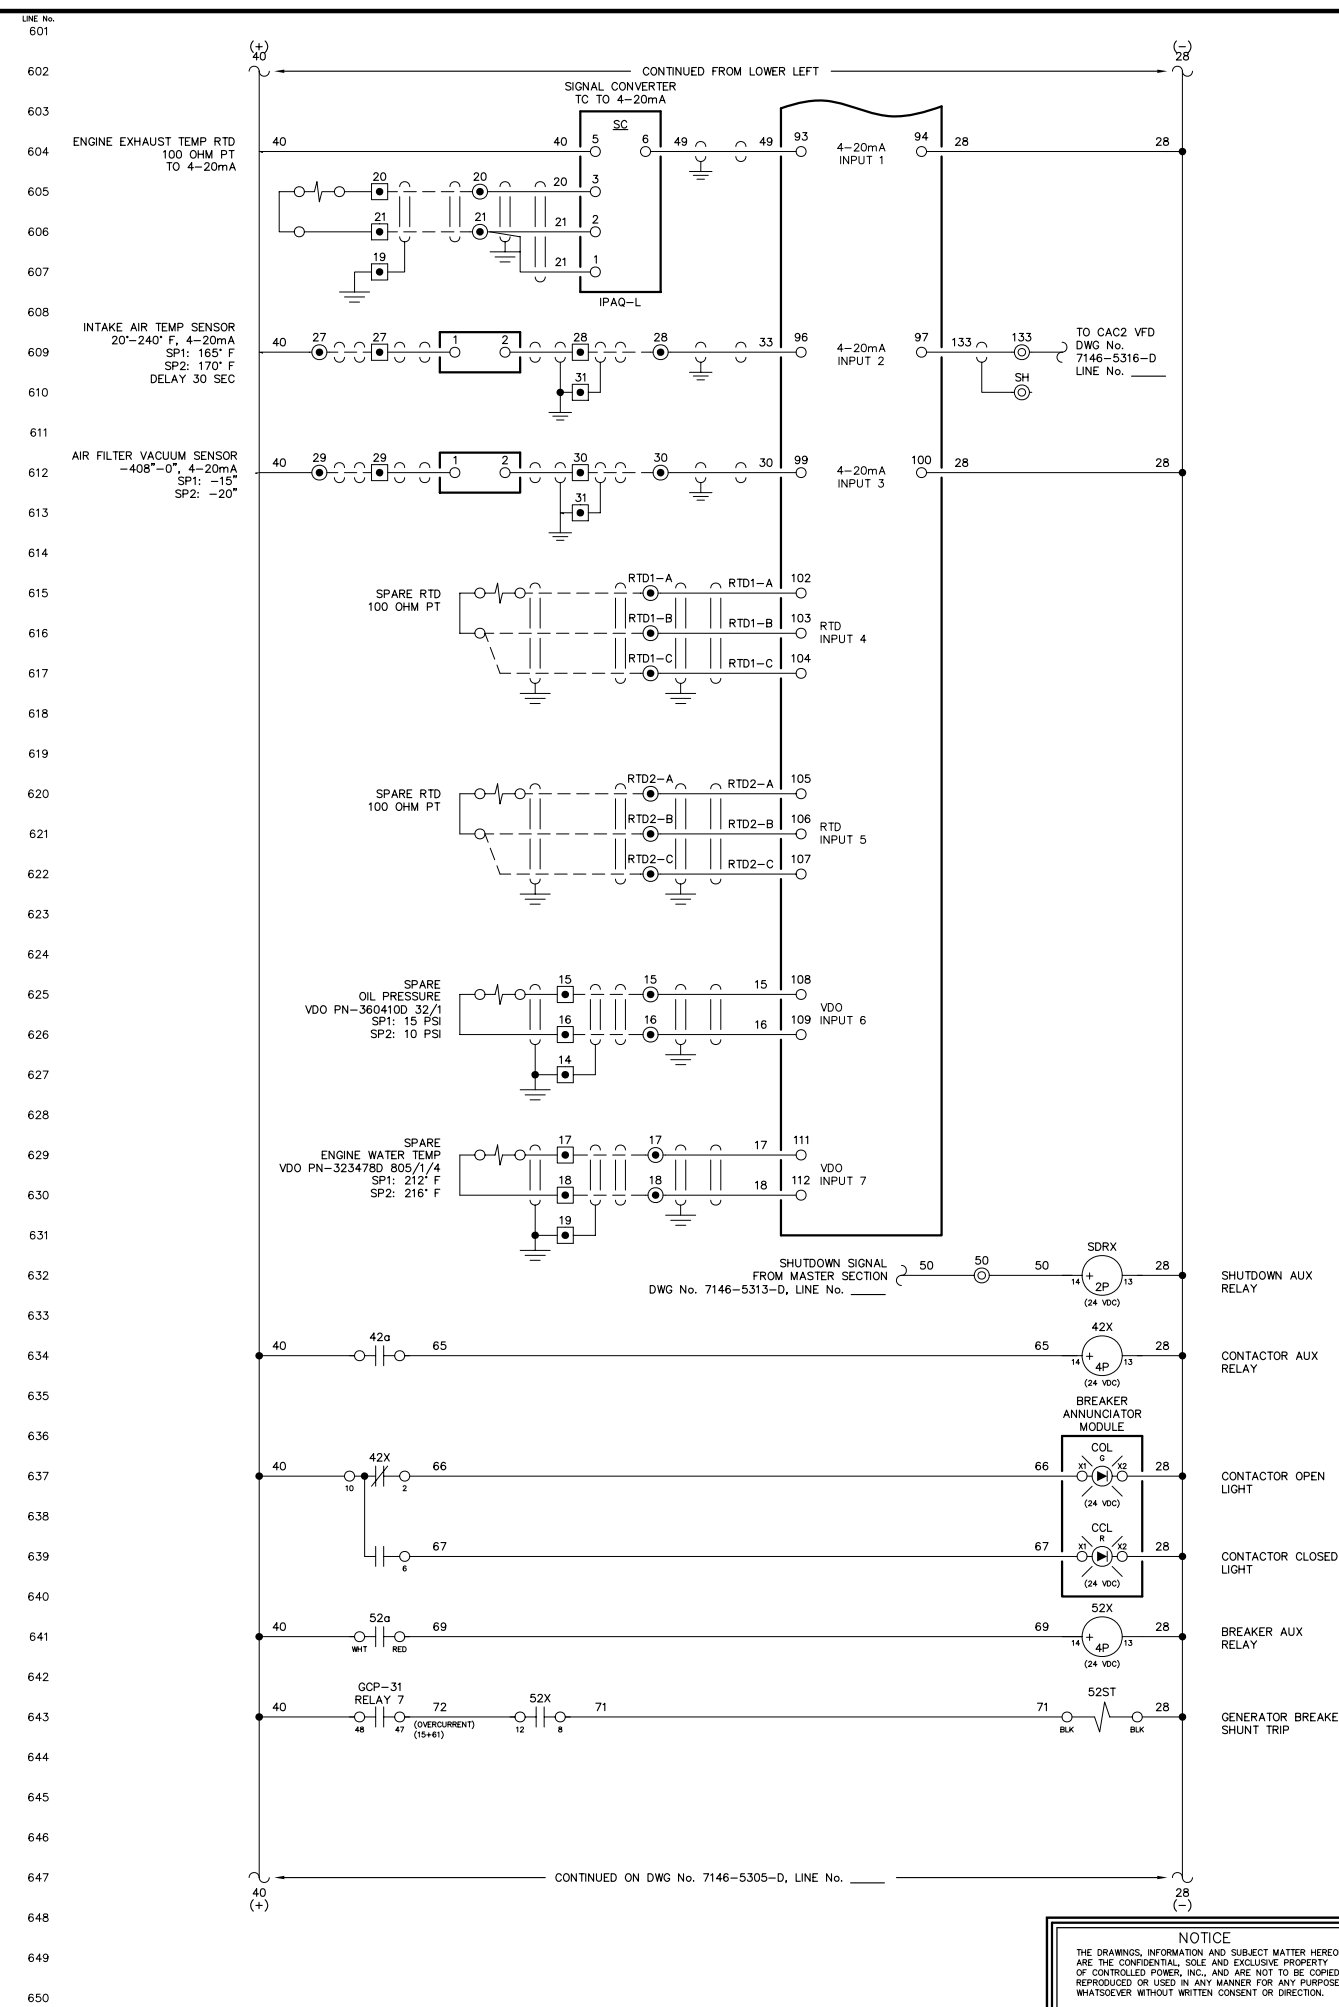 LINE No.
601
(+)
40
(−)
28
602
CONTINUED FROM LOWER LEFT
SIGNAL CONVERTER
TC TO 4−20mA
603
SC
ENGINE EXHAUST TEMP RTD
100 OHM PT
TO 4−20mA
604
40 40 5 6 49 49 93 4−20mA INPUT 1 94 28 28
605
20 20 20 3
606
21 21 21 2
607
19 21 1
IPAQ−L
608
INTAKE AIR TEMP SENSOR
20°−240° F, 4−20mA
SP1: 165° F
SP2: 170° F
DELAY 30 SEC
609
40 27 27 1 2 28 28 33 96 4−20mA INPUT 2 97 133 133
TO CAC2 VFD
DWG No.
7146−5316−D
LINE No. _____
610
31 SH
611
AIR FILTER VACUUM SENSOR
−408"−0", 4−20mA
SP1: −15"
SP2: −20"
612
40 29 29 1 2 30 30 30 99 4−20mA INPUT 3 100 28 28
613
31
614
615
SPARE RTD
100 OHM PT
RTD1−A RTD1−A 102
616
RTD1−B RTD1−B 103 RTD INPUT 4
617
RTD1−C RTD1−C 104
618
619
620
SPARE RTD
100 OHM PT
RTD2−A RTD2−A 105
621
RTD2−B RTD2−B 106 RTD INPUT 5
622
RTD2−C RTD2−C 107
623
624
625
SPARE
OIL PRESSURE
VDO PN−360410D 32/1
SP1: 15 PSI
SP2: 10 PSI
15 15 15 108
VDO INPUT 6
626
16 16 16 109
627
14
628
629
SPARE
ENGINE WATER TEMP
VDO PN−323478D 805/1/4
SP1: 212° F
SP2: 216° F
17 17 17 111
VDO INPUT 7
630
18 18 18 112
631
19
632
SHUTDOWN SIGNAL
FROM MASTER SECTION
DWG No. 7146−5313−D, LINE No. _____
50 50 50
SDRX
14 + 2P 13 28
(24 VDC)
SHUTDOWN AUX
RELAY
633
634
40 42a 65 65
42X
14 + 4P 13 28
(24 VDC)
CONTACTOR AUX
RELAY
635
BREAKER
ANNUNCIATOR
MODULE
636
637
40 10 42X 2 66 66
COL
G
X1 X2 28
(24 VDC)
CONTACTOR OPEN
LIGHT
638
639
6 67 67
CCL
R
X1 X2 28
(24 VDC)
CONTACTOR CLOSED
LIGHT
640
641
40 52a WHT RED 69 69
52X
14 + 4P 13 28
(24 VDC)
BREAKER AUX
RELAY
642
643
GCP−31
RELAY 7
40 48 47 72
(OVERCURRENT)
(15+61)
52X
12 8 71 71
52ST
BLK BLK 28
GENERATOR BREAKE
SHUNT TRIP
644
645
646
647
CONTINUED ON DWG No. 7146−5305−D, LINE No. _____
40
(+)
28
(−)
648
649
650
NOTICE
THE DRAWINGS, INFORMATION AND SUBJECT MATTER HEREO
ARE THE CONFIDENTIAL, SOLE AND EXCLUSIVE PROPERTY
OF CONTROLLED POWER, INC., AND ARE NOT TO BE COPIED
REPRODUCED OR USED IN ANY MANNER FOR ANY PURPOSE
WHATSOEVER WITHOUT WRITTEN CONSENT OR DIRECTION.